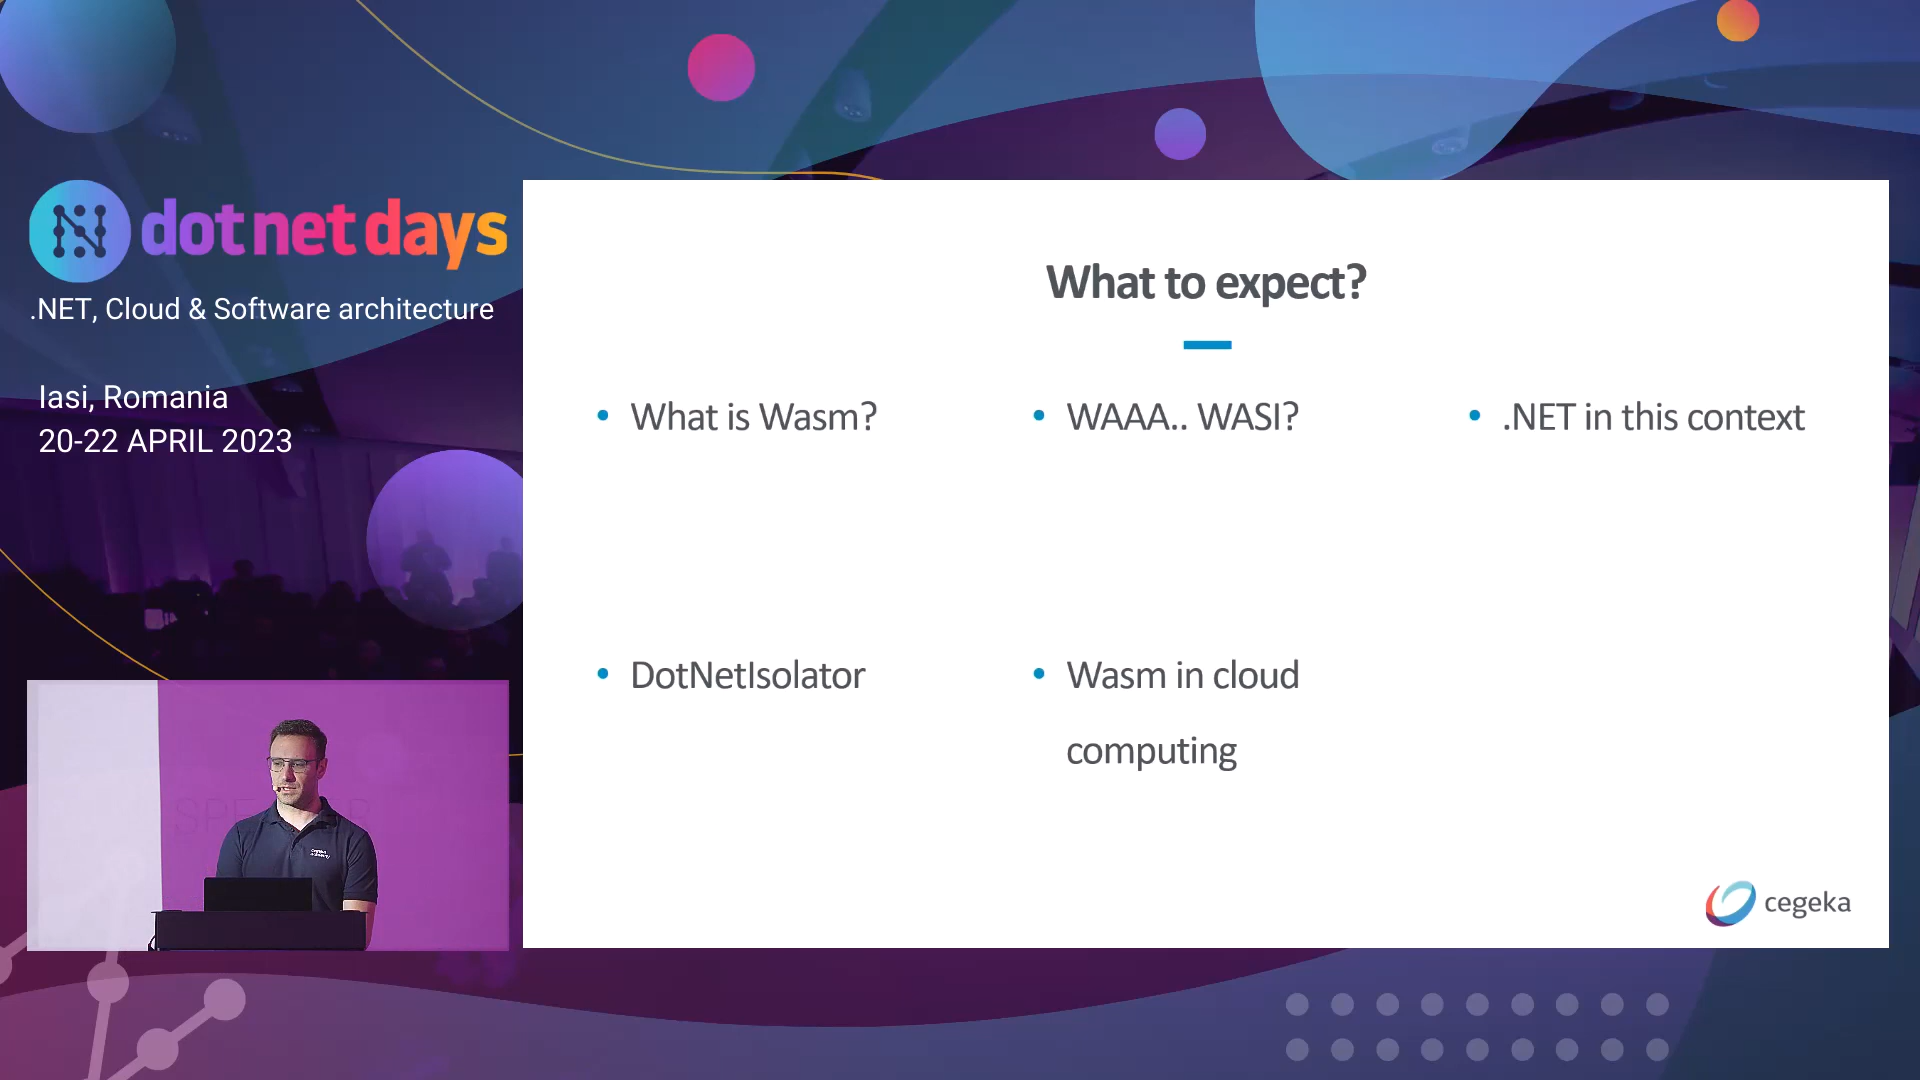 dotnetdays
.NET, Cloud & Software architecture
Iasi, Romania
20-22 APRIL 2023
What to expect?
• What is Wasm?
• WAAA.. WASI?
• .NET in this context
• DotNetIsolator
• Wasm in cloud
computing
cegeka